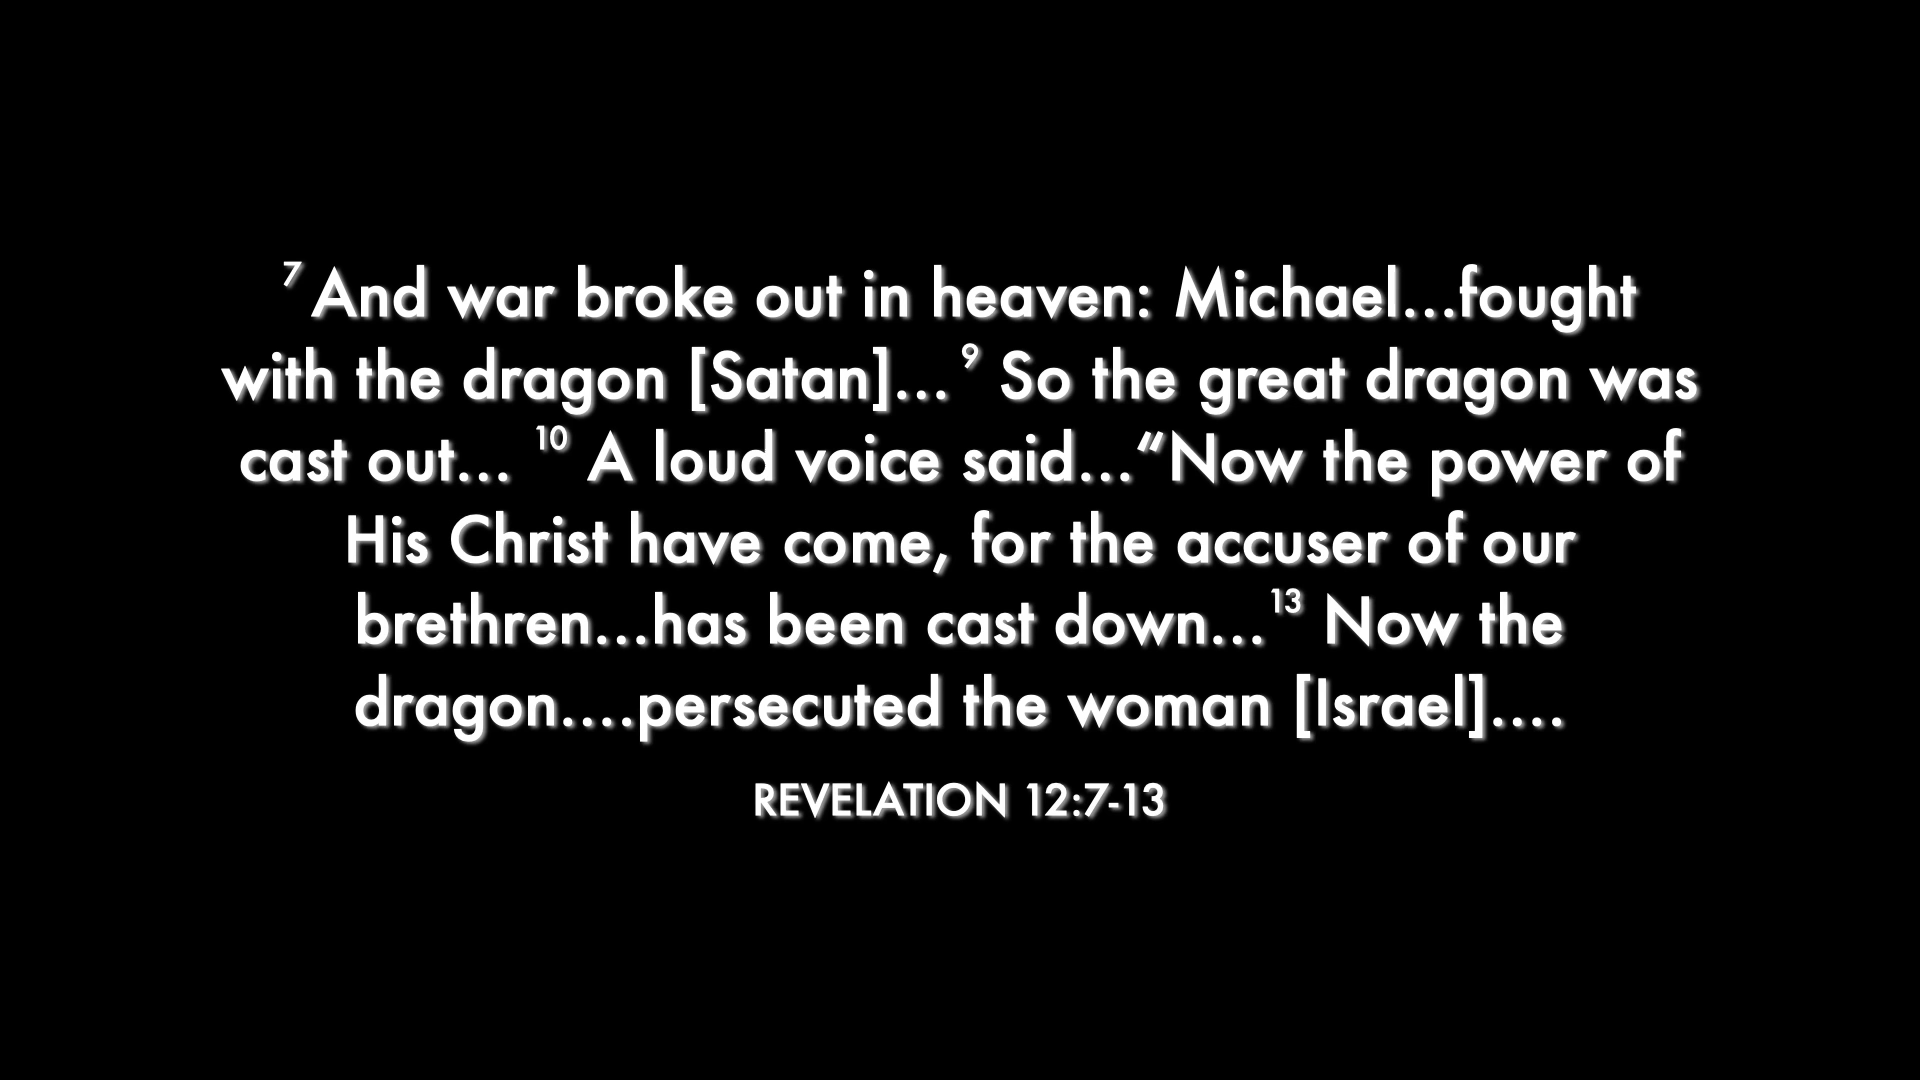 ⁷ And war broke out in heaven: Michael...fought
with the dragon [Satan]... ⁹ So the great dragon was
cast out... ¹⁰ A loud voice said...“Now the power of
His Christ have come, for the accuser of our
brethren...has been cast down...¹³ Now the
dragon....persecuted the woman [Israel]....
REVELATION 12:7-13